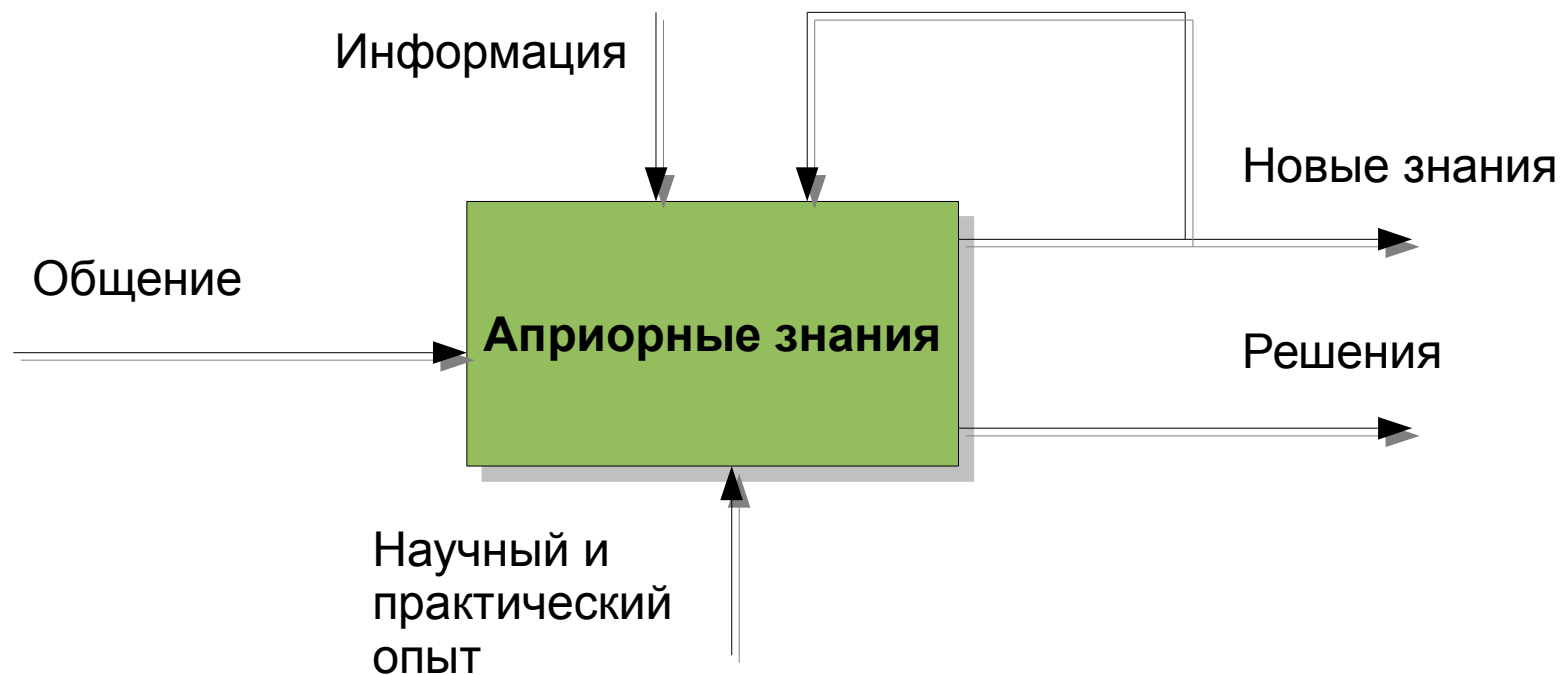 Информация
Новые знания
Общение
Априорные знания
Решения
Научный и
практический
опыт